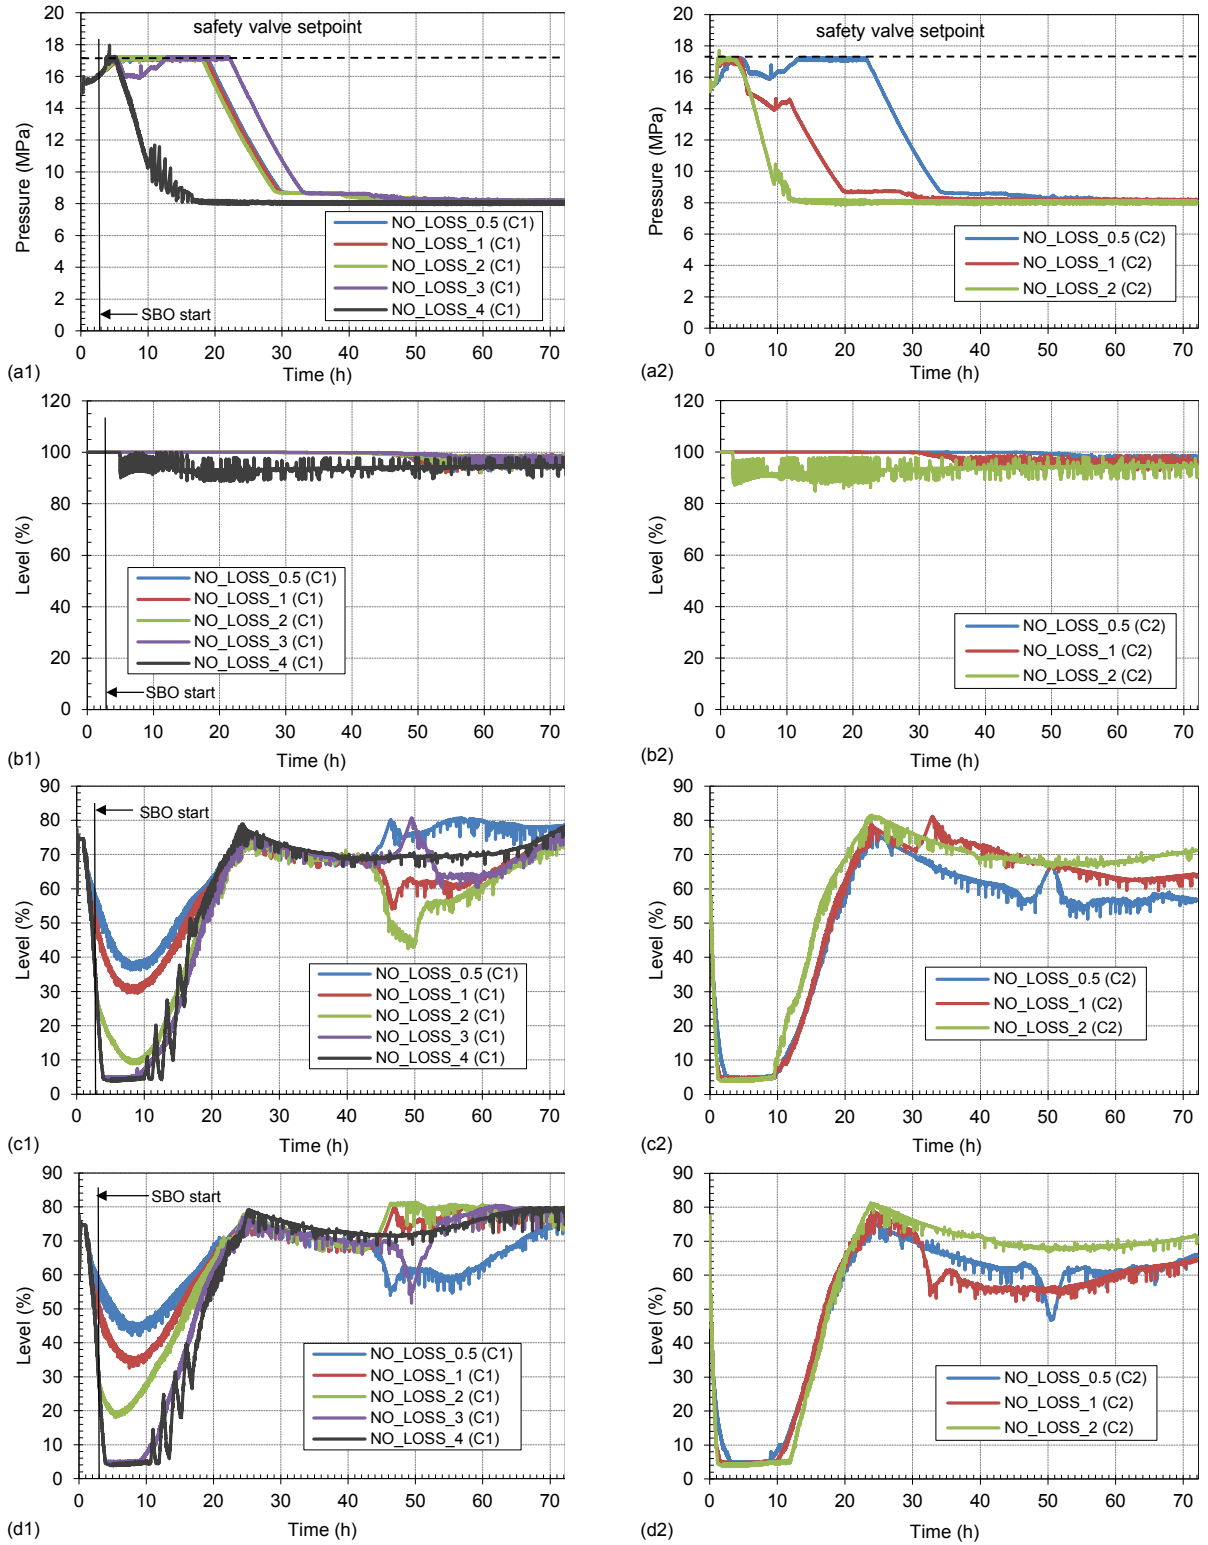 20
18
16
14
12
10
8
6
4
2
0
Pressure (MPa)
safety valve setpoint
SBO start
NO_LOSS_0.5 (C1)
NO_LOSS_1 (C1)
NO_LOSS_2 (C1)
NO_LOSS_3 (C1)
NO_LOSS_4 (C1)
0 10 20 30 40 50 60 70
Time (h)
(a1)
20
18
16
14
12
10
8
6
4
2
0
Pressure (MPa)
safety valve setpoint
NO_LOSS_0.5 (C2)
NO_LOSS_1 (C2)
NO_LOSS_2 (C2)
0 10 20 30 40 50 60 70
Time (h)
(a2)
120
100
80
60
40
20
0
Level (%)
NO_LOSS_0.5 (C1)
NO_LOSS_1 (C1)
NO_LOSS_2 (C1)
NO_LOSS_3 (C1)
NO_LOSS_4 (C1)
SBO start
0 10 20 30 40 50 60 70
Time (h)
(b1)
120
100
80
60
40
20
0
Level (%)
NO_LOSS_0.5 (C2)
NO_LOSS_1 (C2)
NO_LOSS_2 (C2)
0 10 20 30 40 50 60 70
Time (h)
(b2)
90
80
70
60
50
40
30
20
10
0
Level (%)
SBO start
NO_LOSS_0.5 (C1)
NO_LOSS_1 (C1)
NO_LOSS_2 (C1)
NO_LOSS_3 (C1)
NO_LOSS_4 (C1)
0 10 20 30 40 50 60 70
Time (h)
(c1)
90
80
70
60
50
40
30
20
10
0
Level (%)
NO_LOSS_0.5 (C2)
NO_LOSS_1 (C2)
NO_LOSS_2 (C2)
0 10 20 30 40 50 60 70
Time (h)
(c2)
90
80
70
60
50
40
30
20
10
0
Level (%)
SBO start
NO_LOSS_0.5 (C1)
NO_LOSS_1 (C1)
NO_LOSS_2 (C1)
NO_LOSS_3 (C1)
NO_LOSS_4 (C1)
0 10 20 30 40 50 60 70
Time (h)
(d1)
90
80
70
60
50
40
30
20
10
0
Level (%)
NO_LOSS_0.5 (C2)
NO_LOSS_1 (C2)
NO_LOSS_2 (C2)
0 10 20 30 40 50 60 70
Time (h)
(d2)